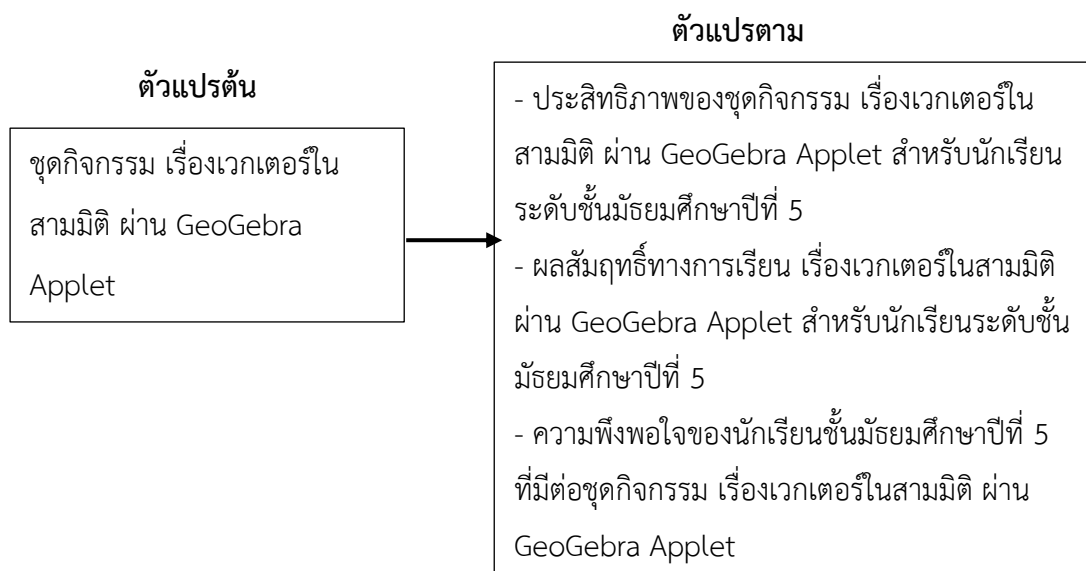 ตัวแปรต้น
ชุดกิจกรรม เรื่องเวกเตอร์ใน
สามมิติ ผ่าน GeoGebra
Applet
ตัวแปรตาม
- ประสิทธิภาพของชุดกิจกรรม เรื่องเวกเตอร์ใน
สามมิติ ผ่าน GeoGebra Applet สำหรับนักเรียน
ระดับชั้นมัธยมศึกษาปีที่ 5
- ผลสัมฤทธิ์ทางการเรียน เรื่องเวกเตอร์ในสามมิติ
ผ่าน GeoGebra Applet สำหรับนักเรียนระดับชั้น
มัธยมศึกษาปีที่ 5
- ความพึงพอใจของนักเรียนชั้นมัธยมศึกษาปีที่ 5
ที่มีต่อชุดกิจกรรม เรื่องเวกเตอร์ในสามมิติ ผ่าน
GeoGebra Applet